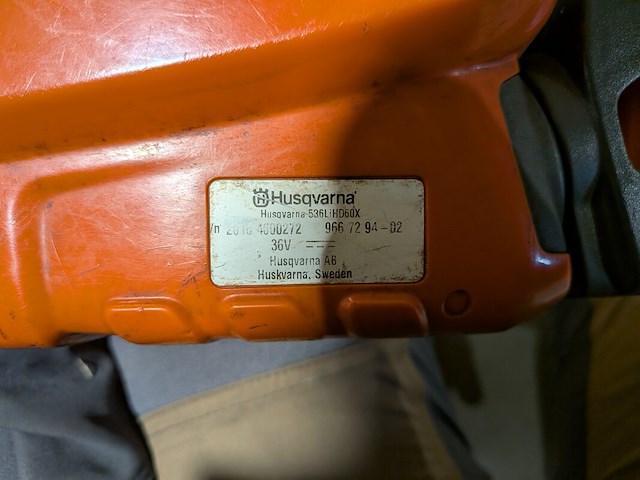 Husqvarna
Husqvarna 536LiHD60X
/n 4000272 966 72 94-02
36V
Husqvarna AB
Huskvarna, Sweden